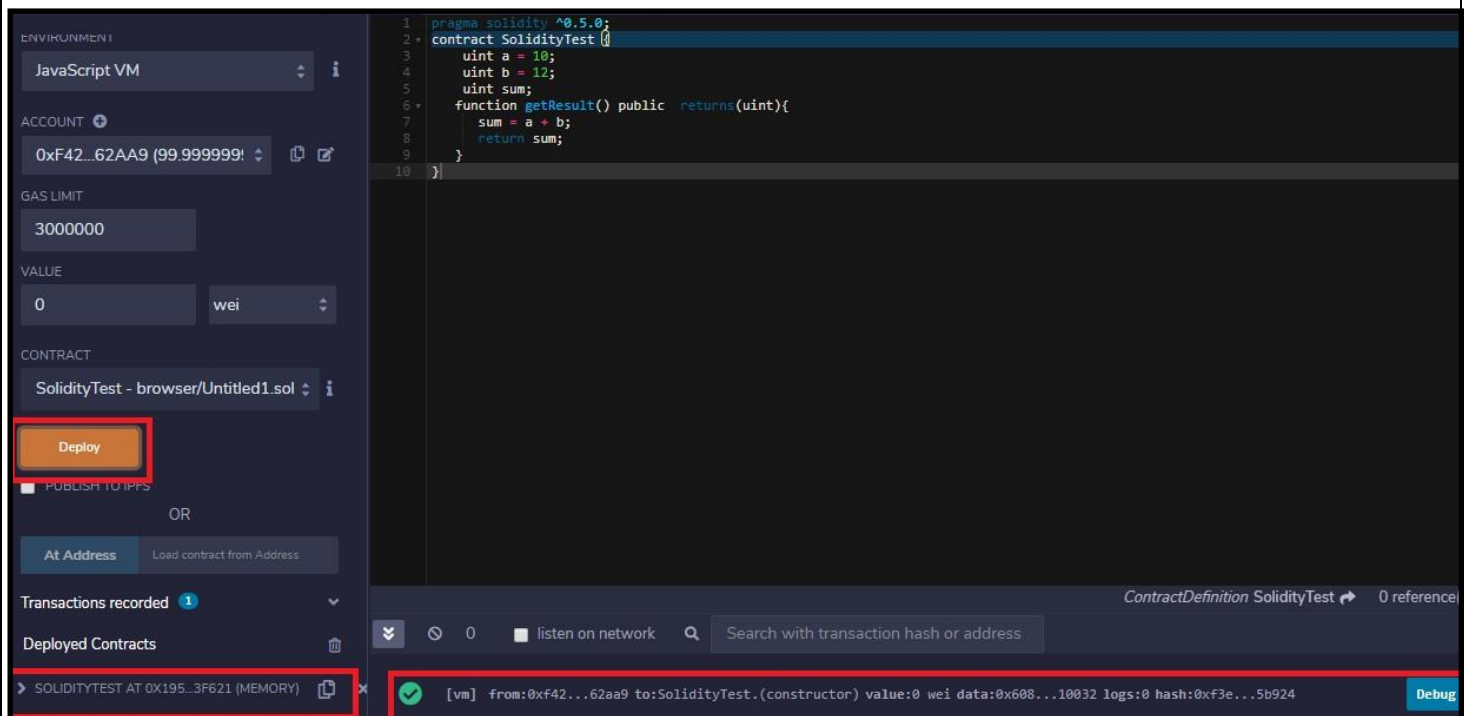 ENVIRONMENT
JavaScript VM
ACCOUNT
0xF42...62AA9 (99.9999999
GAS LIMIT
3000000
VALUE
0 wei
CONTRACT
SolidityTest - browser/Untitled1.sol
Deploy
PUBLISH TO IPFS
OR
At Address Load contract from Address
Transactions recorded 1
Deployed Contracts
SOLIDITYTEST AT 0X195...3F621 (MEMORY)
1 pragma solidity ^0.5.0;
2 contract SolidityTest {
3 uint a = 10;
4 uint b = 12;
5 uint sum;
6 function getResult() public returns(uint){
7 sum = a + b;
8 return sum;
9 }
10 }
ContractDefinition SolidityTest 0 reference(
0 listen on network Search with transaction hash or address
[vm] from:0xf42...62aa9 to:SolidityTest.(constructor) value:0 wei data:0x608...10032 logs:0 hash:0xf3e...5b924 Debug